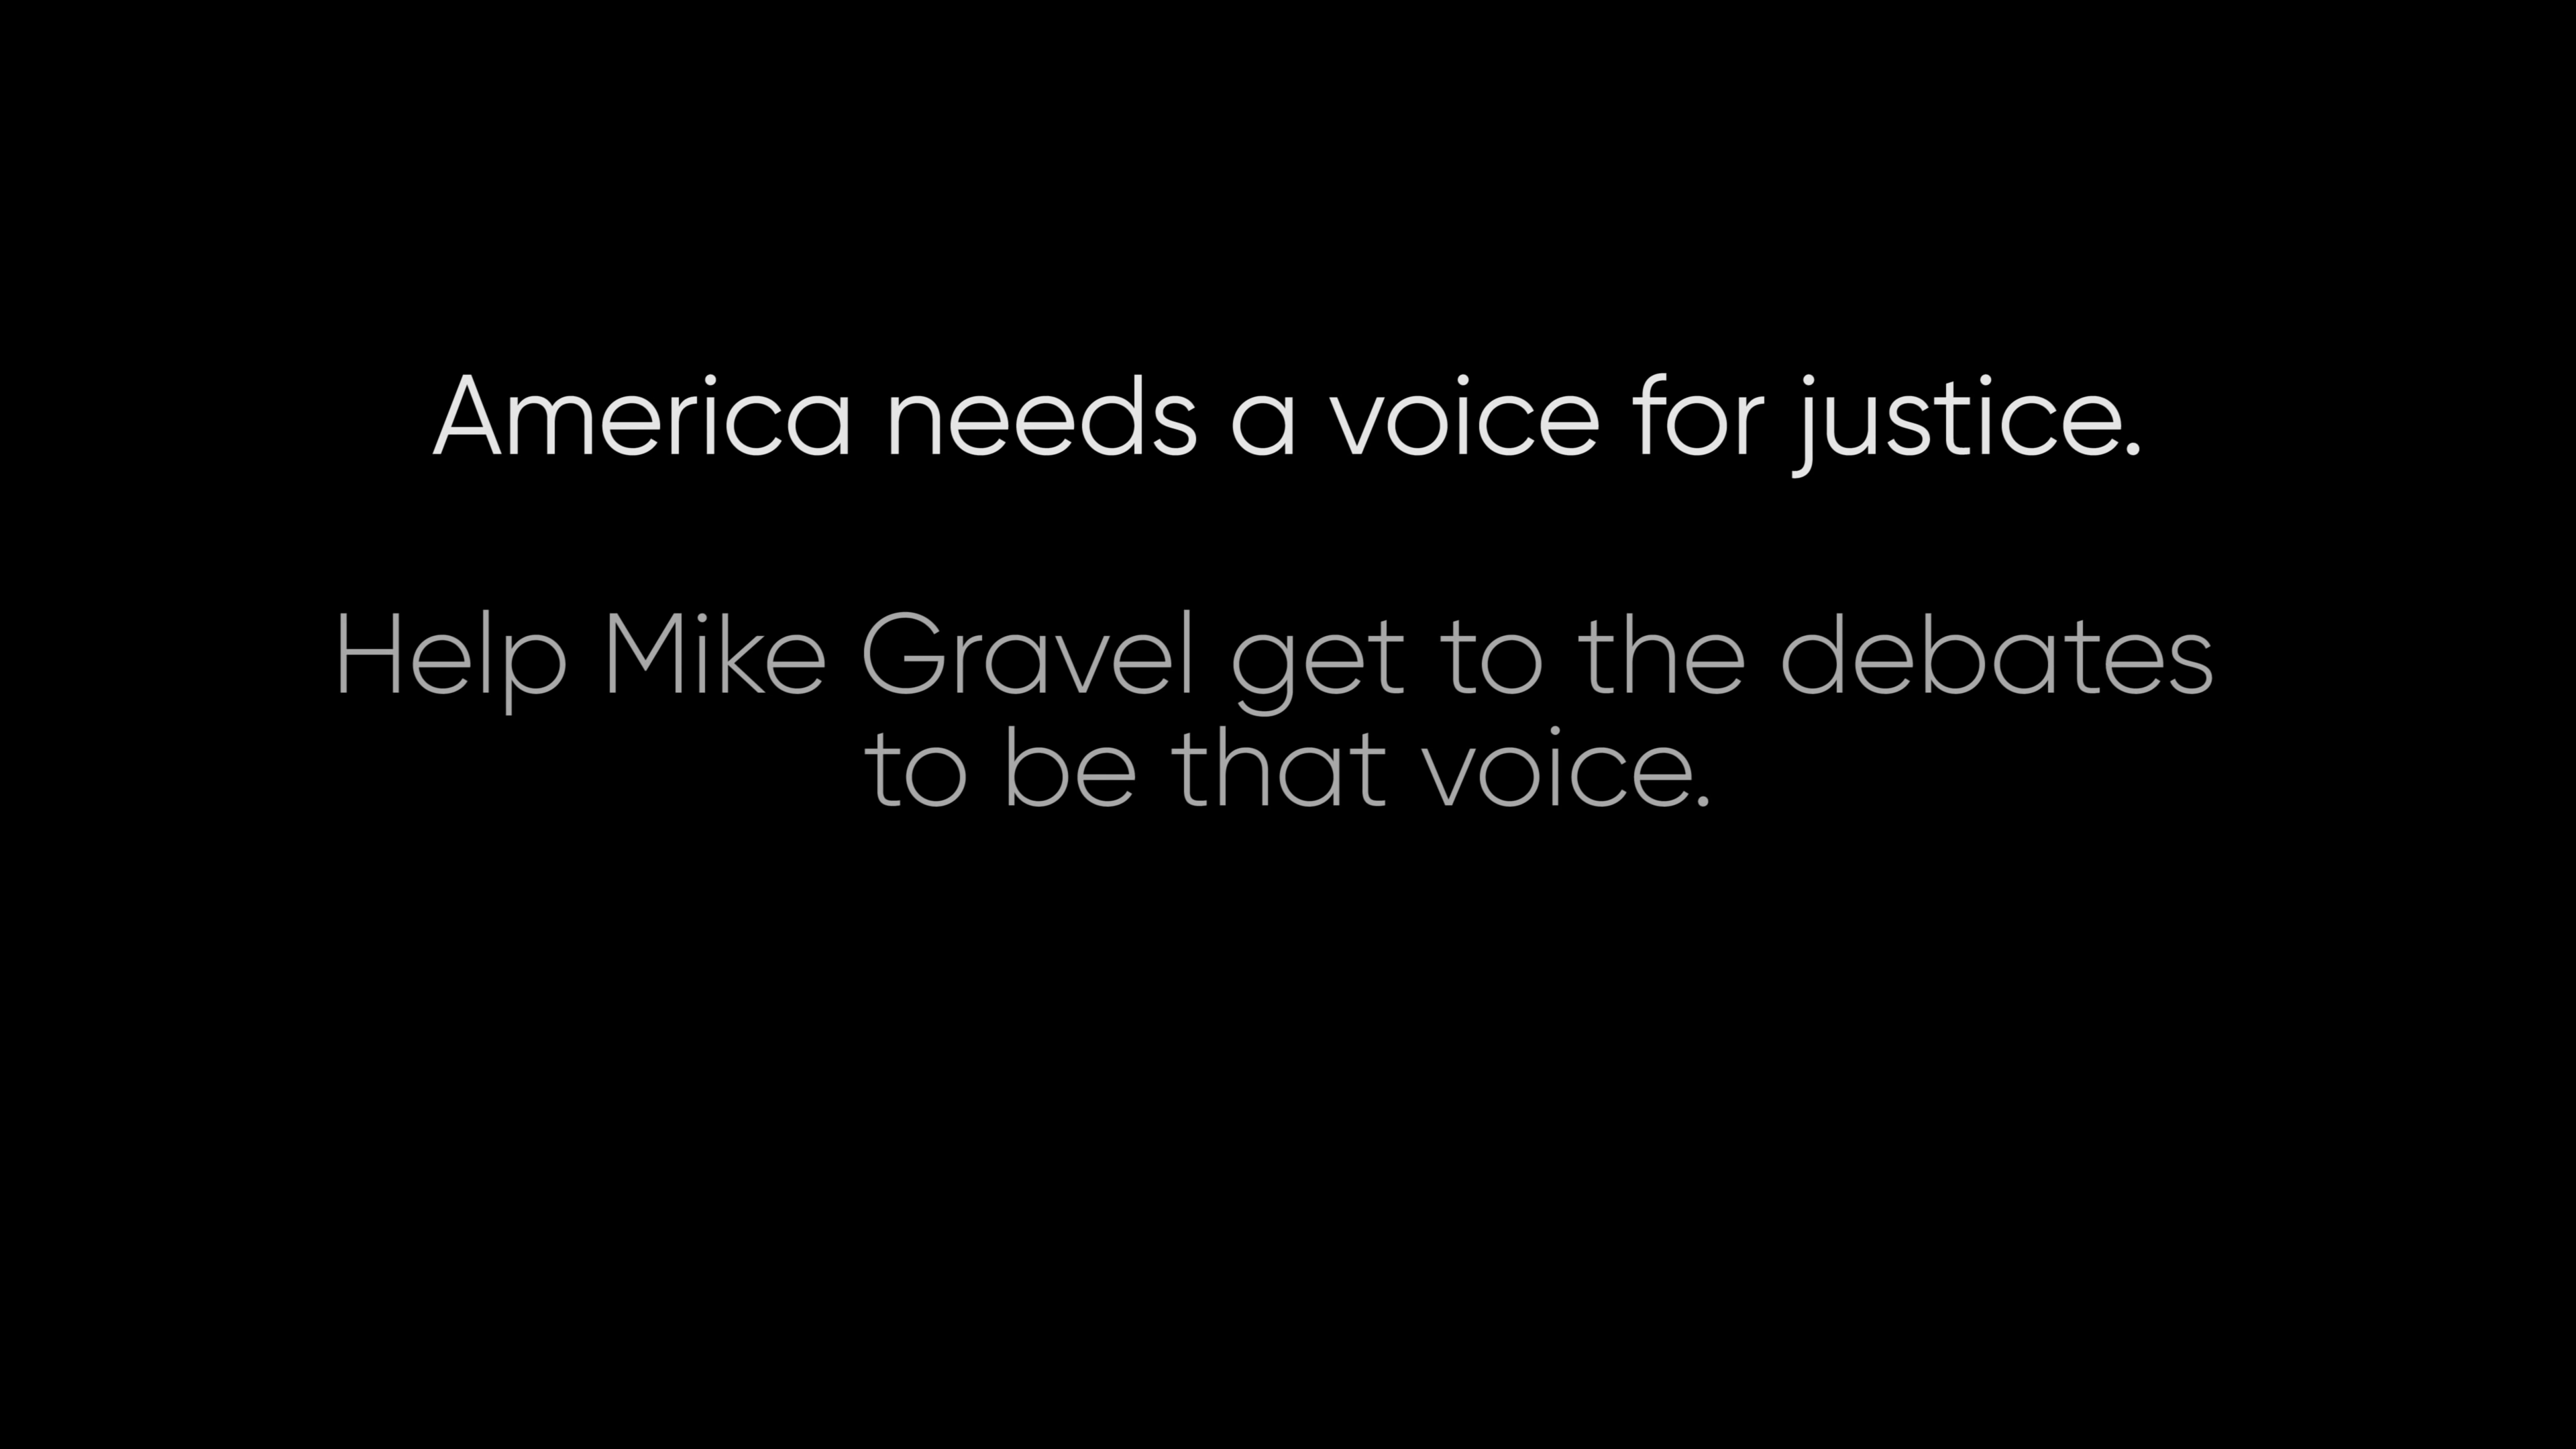 America needs a voice for justice.
Help Mike Gravel get to the debates
to be that voice.